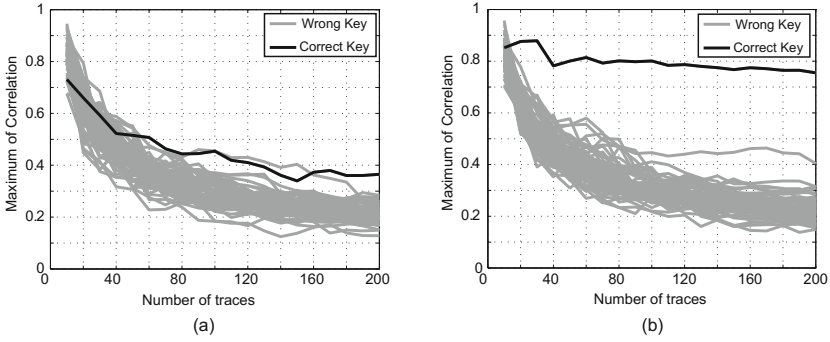 1
0.8
0.6
0.4
0.2
0
Maximum of Correlation
Wrong Key
Correct Key
0 40 80 120 160 200
Number of traces
(a)
1
0.8
0.6
0.4
0.2
0
Maximum of Correlation
Wrong Key
Correct Key
0 40 80 120 160 200
Number of traces
(b)